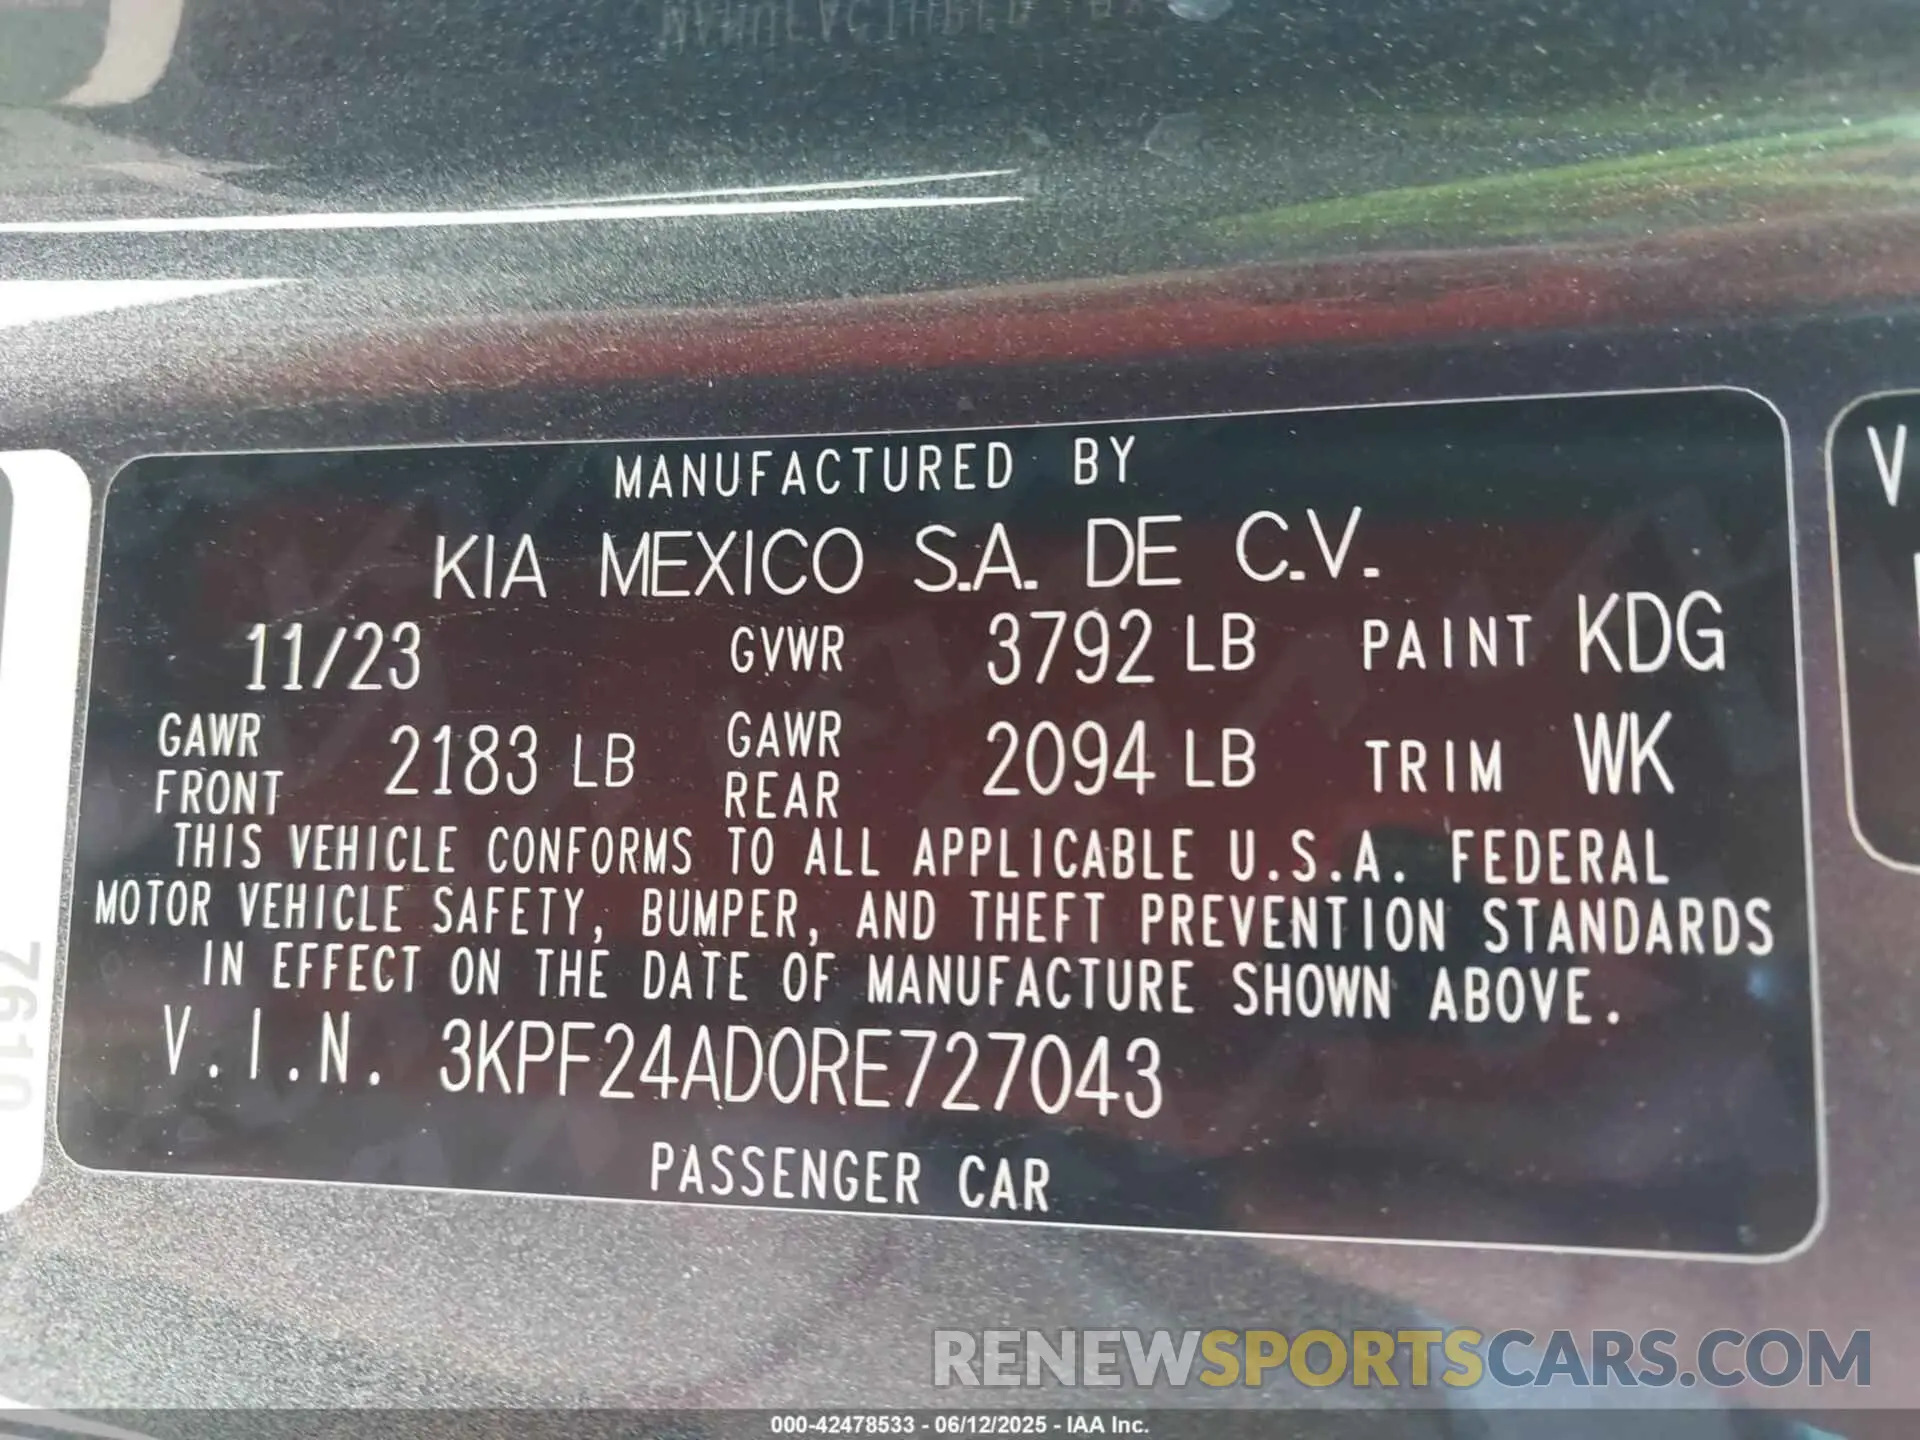 MANUFACTURED BY
KIA MEXICO S.A. DE C.V.
11/23 GVWR 3792 LB PAINT KDG
GAWR FRONT 2183 LB GAWR REAR 2094 LB TRIM WK
THIS VEHICLE CONFORMS TO ALL APPLICABLE U.S.A. FEDERAL
MOTOR VEHICLE SAFETY, BUMPER, AND THEFT PREVENTION STANDARDS
IN EFFECT ON THE DATE OF MANUFACTURE SHOWN ABOVE.
V.I.N. 3KPF24AD0RE727043
PASSENGER CAR
V
7610
RENEWSPORTSCARS.COM
000-42478533 - 06/12/2025 - IAA Inc.